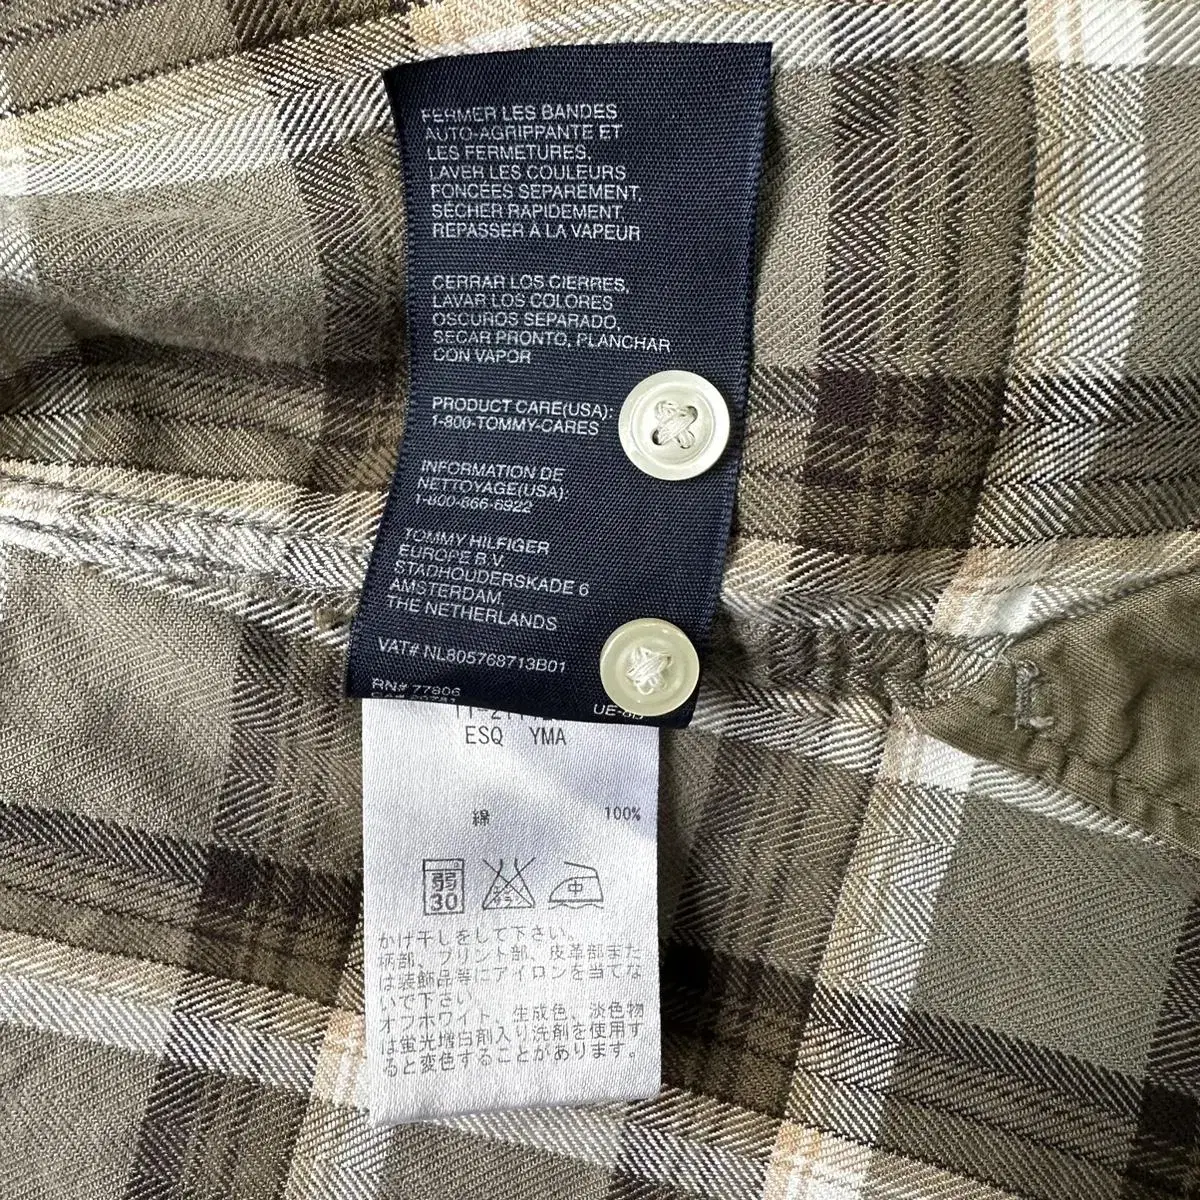 FERMER LES BANDES
AUTO-AGRIPPANTE ET
LES FERMETURES,
LAVER LES COULEURS
FONCÉES SÉPARÉMENT,
SÉCHER RAPIDEMENT,
REPASSER À LA VAPEUR
CERRAR LOS CIERRES,
LAVAR LOS COLORES
OSCUROS SEPARADO,
SECAR PRONTO, PLANCHAR
CON VAPOR
PRODUCT CARE(USA):
1-800-TOMMY-CARES
INFORMATION DE
NETTOYAGE(USA):
1-800-666-6922
TOMMY HILFIGER
EUROPE B.V.
STADHOUDERSKADE 6
AMSTERDAM,
THE NETHERLANDS
VAT# NL805768713B01
RN# 77806
ESQ YMA
綿 100%
弱
30
中
かげ干しをして下さい。
柄部、プリント部、皮革部また
は装飾品等にアイロンを当てな
いで下さい。
オフホワイト、生成色、淡色物
は蛍光増白剤入り洗剤を使用す
ると変色することがあります。